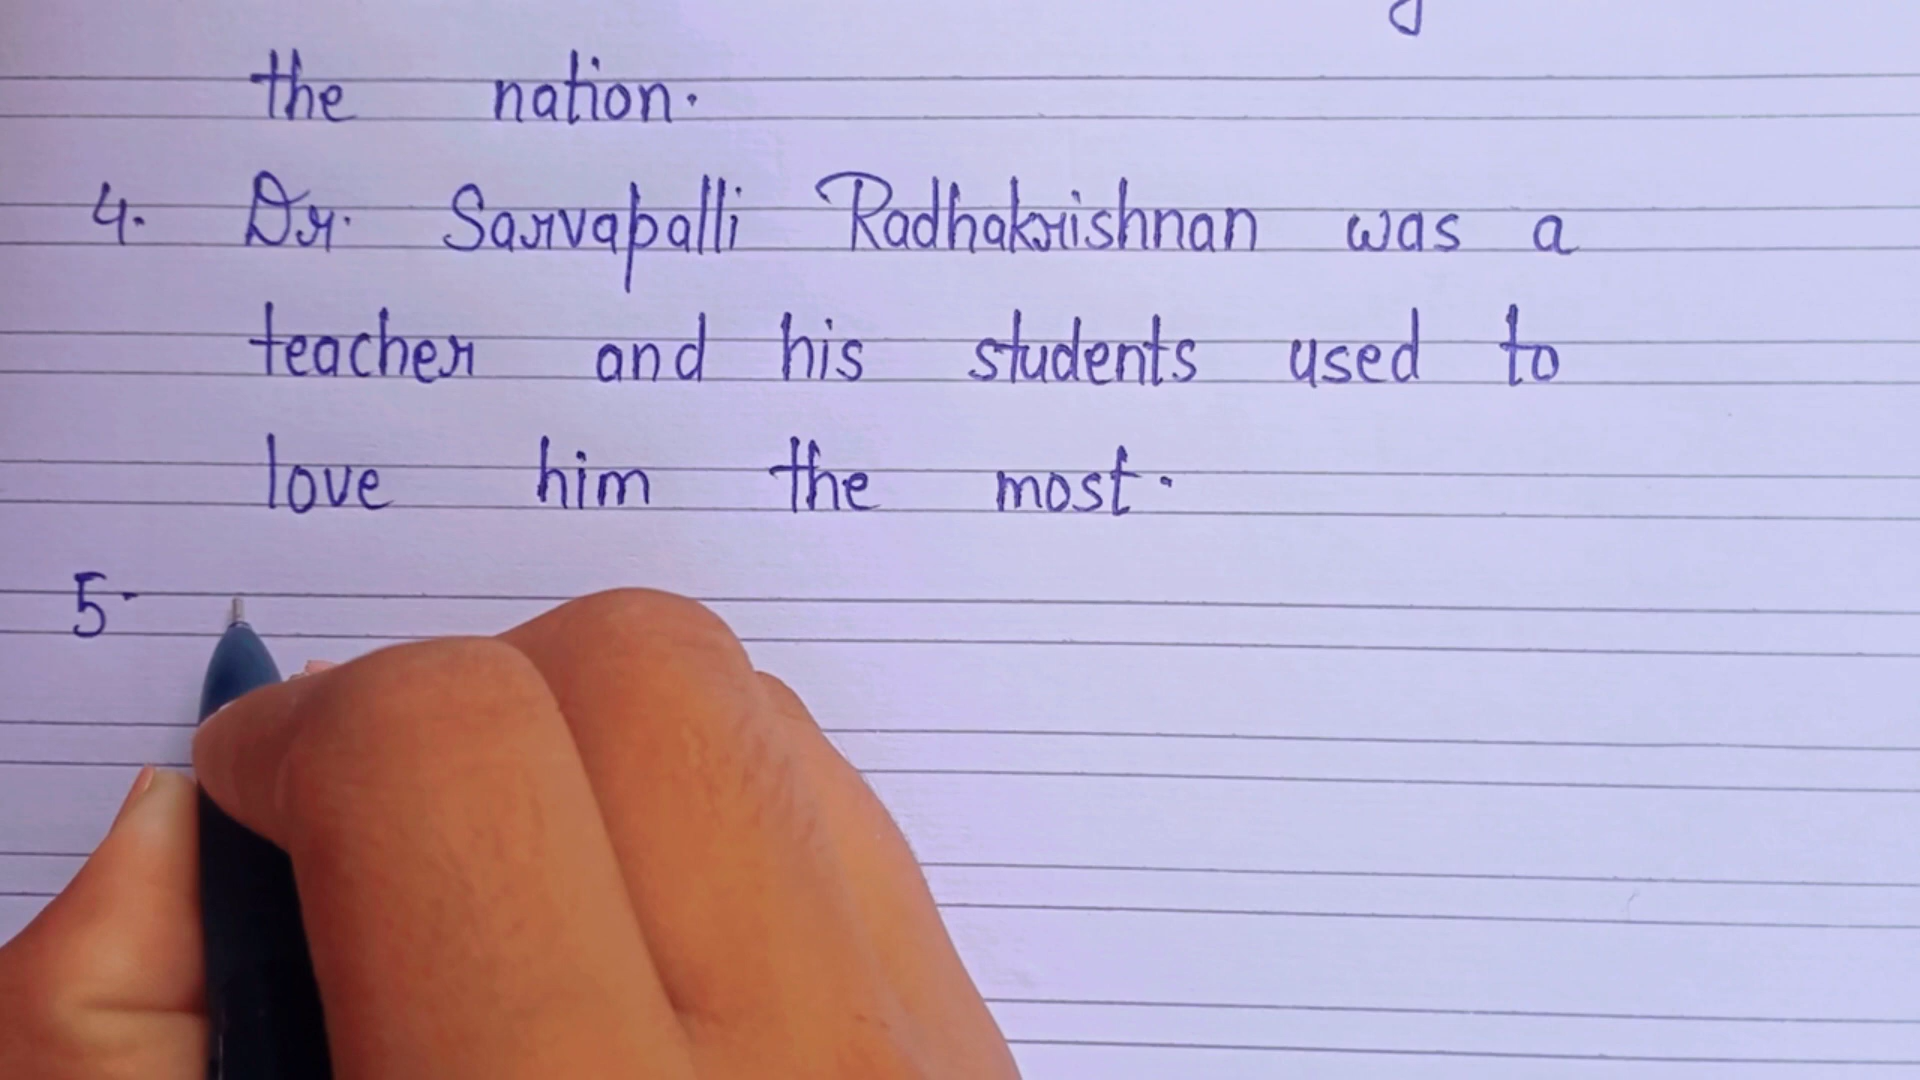 the nation.
4. Dr. Sarvapalli Radhakrishnan was a
teacher and his students used to
love him the most.
5.